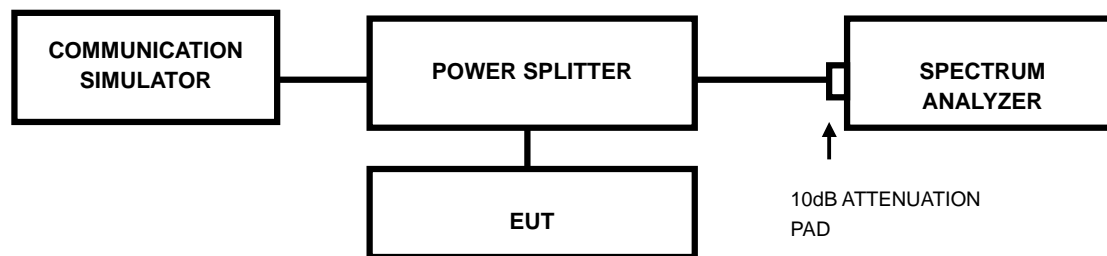 COMMUNICATION
SIMULATOR
POWER SPLITTER
SPECTRUM
ANALYZER
EUT
10dB ATTENUATION
PAD